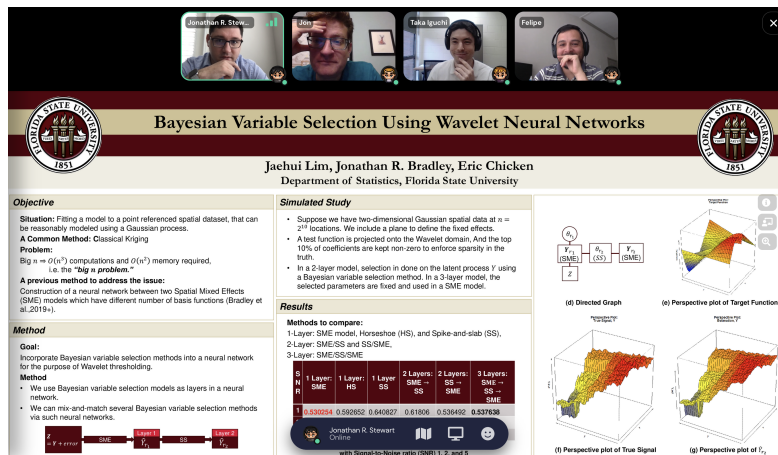 Jonathan R. Stew...
Jon
Taka Iguchi
Felipe
FLORIDA STATE UNIVERSITY
1851
Bayesian Variable Selection Using Wavelet Neural Networks
FLORIDA STATE UNIVERSITY
1851
Jaehui Lim, Jonathan R. Bradley, Eric Chicken
Department of Statistics, Florida State University
Objective
Situation: Fitting a model to a point referenced spatial dataset, that can
be reasonably modeled using a Gaussian process.
A Common Method: Classical Kriging
Problem:
Big n ⇒ O(n³) computations and O(n²) memory required,
i.e. the "big n problem."
A previous method to address the issue:
Construction of a neural network between two Spatial Mixed Effects
(SME) models which have different number of basis functions (Bradley et
al.,2019+).
Method
Goal:
Incorporate Bayesian variable selection methods into a neural network
for the purpose of Wavelet thresholding.
Method
• We use Bayesian variable selection models as layers in a neural
network.
• We can mix-and-match several Bayesian variable selection methods
via such neural networks.
Z
= Y + error
SME
Layer 1
Ŷr₁
SS
Layer 2
Ŷr₂
Simulated Study
• Suppose we have two-dimensional Gaussian spatial data at n =
2¹⁰ locations. We include a plane to define the fixed effects.
• A test function is projected onto the Wavelet domain, And the top
10% of coefficients are kept non-zero to enforce sparsity in the
truth.
• In a 2-layer model, selection in done on the latent process Y using
a Bayesian variable selection method. In a 3-layer model, the
selected parameters are fixed and used in a SME model.
Results
Methods to compare:
1-Layer: SME model, Horseshoe (HS), and Spike-and-slab (SS),
2-Layer: SME/SS and SS/SME,
3-Layer: SME/SS/SME
S N R
1 Layer: SME
1 Layer: HS
1 Layer SS
2 Layers: SME → SS
2 Layers: SS → SME
3 Layers: SME → SS → SME
1 0.530254 0.592652 0.640827 0.61806 0.536492 0.537638
Jonathan R. Stewart
Online
with Signal-to-Noise ratio (SNR) 1, 2, and 5
θr₁
Yr₁
(SME)
θr₂
(SS)
Yr₂
(SME)
Z
(d) Directed Graph
Perspective Plot
Target Function
(e) Perspective plot of Target Function
Perspective Plot
True Signal, Y
(f) Perspective plot of True Signal
Perspective Plot
(g) Perspective plot of Ŷr₂